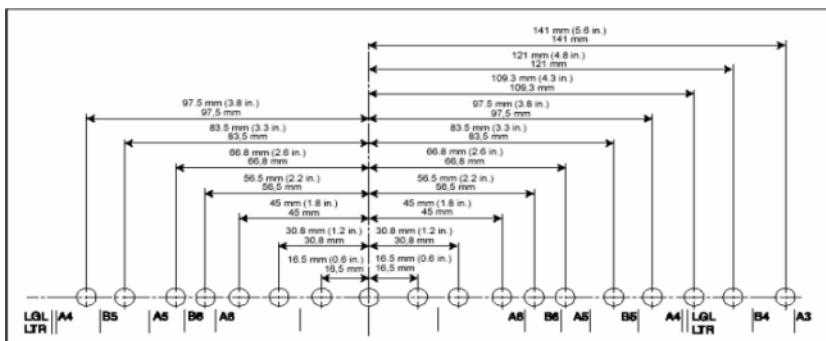 141 mm (5.6 in.)
141 mm
121 mm (4.8 in.)
121 mm
109.3 mm (4.3 in.)
109,3 mm
97.5 mm (3.8 in.) 97.5 mm (3.8 in.)
97,5 mm 97,5 mm
83.5 mm (3.3 in.) 83.5 mm (3.3 in.)
83,5 mm 83,5 mm
66.8 mm (2.6 in.) 66.8 mm (2.6 in.)
66,8 mm 66,8 mm
56.5 mm (2.2 in.) 56.5 mm (2.2 in.)
56,5 mm 56,5 mm
45 mm (1.8 in.) 45 mm (1.8 in.)
45 mm 45 mm
30.8 mm (1.2 in.) 30.8 mm (1.2 in.)
30,8 mm 30,8 mm
16.5 mm (0.6 in.) 16.5 mm (0.6 in.)
16,5 mm 16,5 mm
LGL A4 B5 A5 B6 A6 A6 B6 A5 B5 A4 LGL B4 A3
LTR LTR